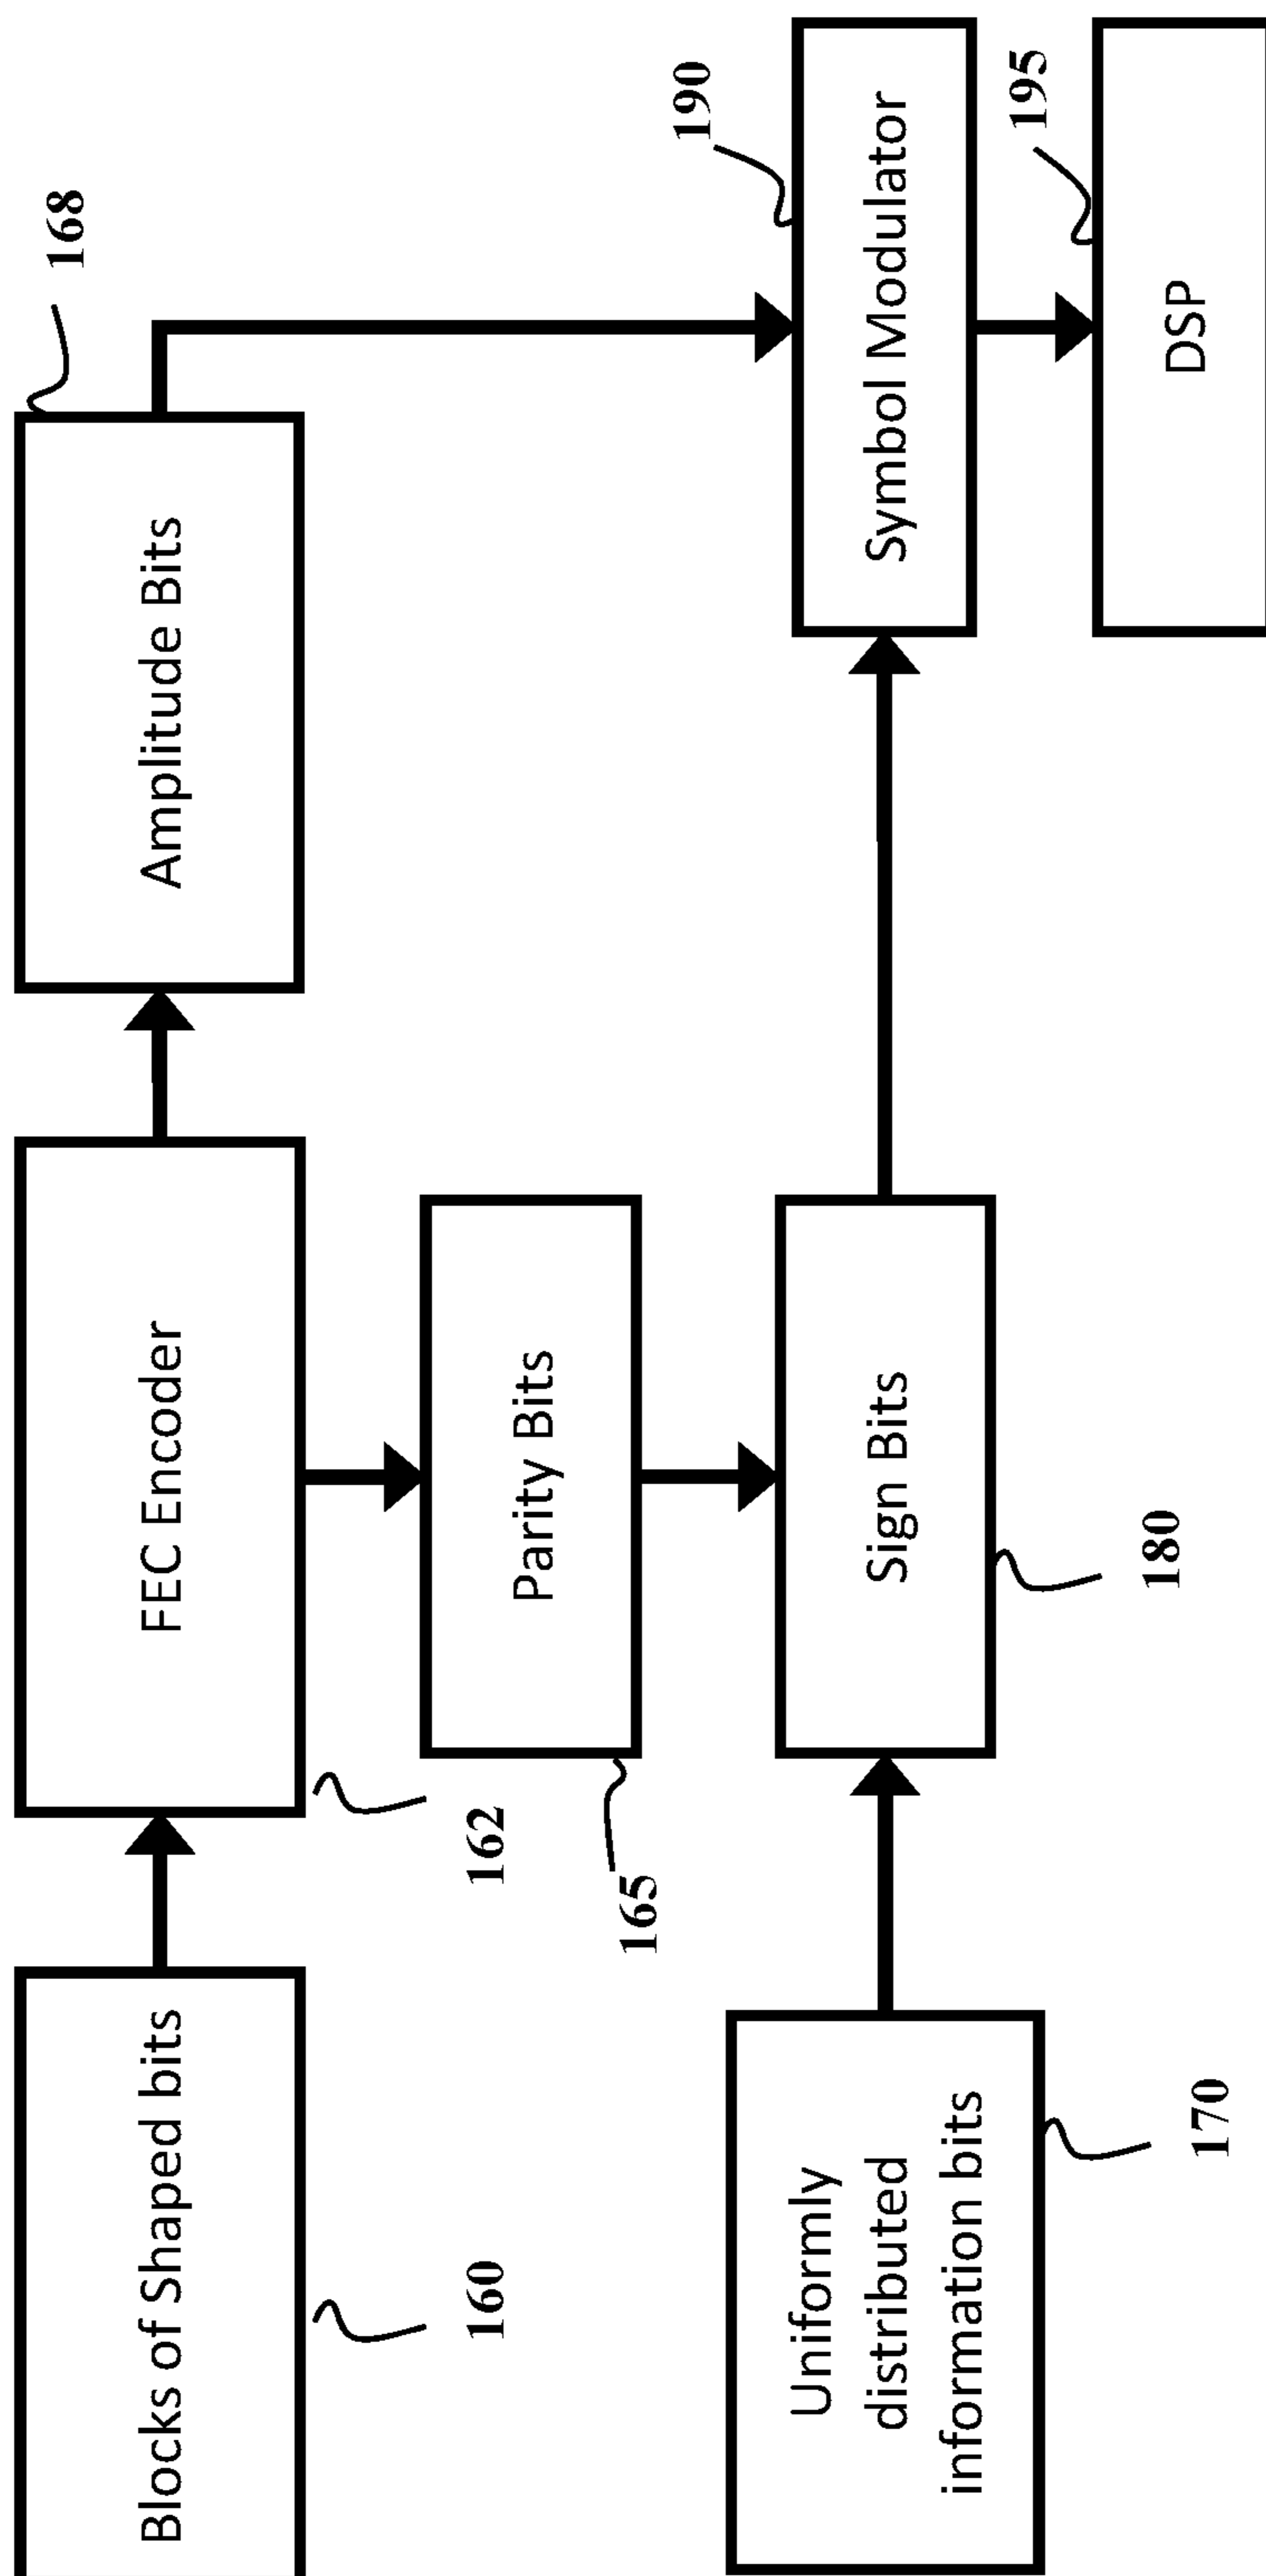 Blocks of Shaped bits
160
FEC Encoder
162
Amplitude Bits
168
Parity Bits
165
Uniformly
distributed
information bits
170
Sign Bits
180
Symbol Modulator
190
DSP
195